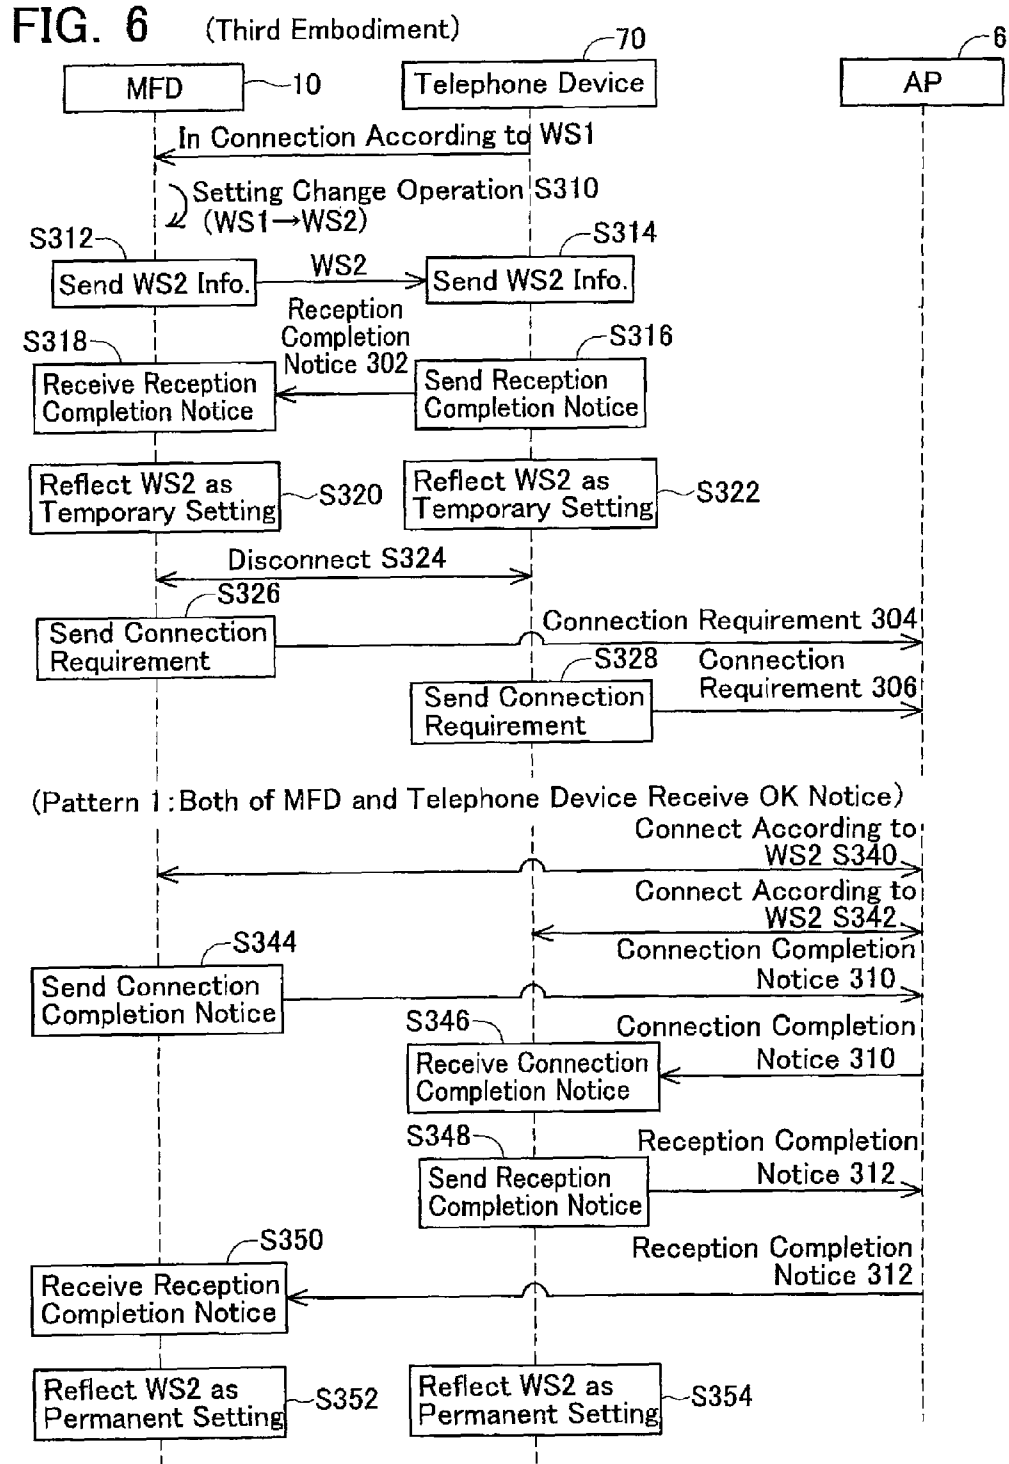 FIG. 6 (Third Embodiment)
MFD
10
Telephone Device
70
AP
6
In Connection According to WS1
Setting Change Operation S310
(WS1→WS2)
S312
Send WS2 Info.
WS2
S314
Send WS2 Info.
Reception
Completion
Notice 302
S318
Receive Reception
Completion Notice
S316
Send Reception
Completion Notice
Reflect WS2 as
Temporary Setting
S320
Reflect WS2 as
Temporary Setting
S322
Disconnect S324
S326
Send Connection
Requirement
Connection Requirement 304
S328
Send Connection
Requirement
Connection
Requirement 306
(Pattern 1:Both of MFD and Telephone Device Receive OK Notice)
Connect According to
WS2 S340
Connect According to
WS2 S342
S344
Send Connection
Completion Notice
Connection Completion
Notice 310
S346
Receive Connection
Completion Notice
Connection Completion
Notice 310
S348
Send Reception
Completion Notice
Reception Completion
Notice 312
S350
Receive Reception
Completion Notice
Reception Completion
Notice 312
Reflect WS2 as
Permanent Setting
S352
Reflect WS2 as
Permanent Setting
S354